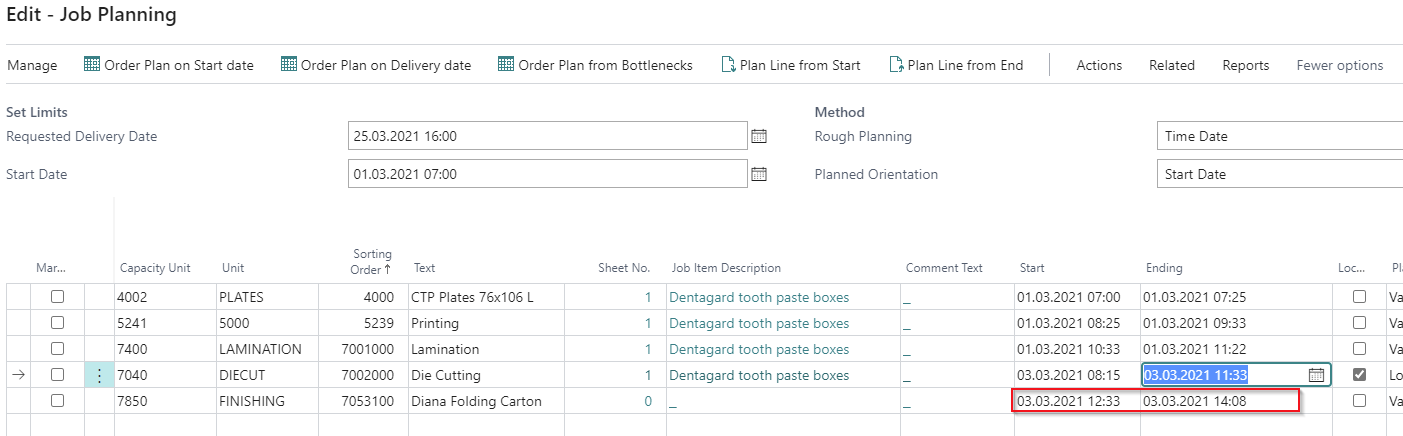 Edit - Job Planning
Manage Order Plan on Start date Order Plan on Delivery date Order Plan from Bottlenecks Plan Line from Start Plan Line from End Actions Related Reports Fewer options
Set Limits Method
Requested Delivery Date 25.03.2021 16:00 Rough Planning Time Date
Start Date 01.03.2021 07:00 Planned Orientation Start Date
Mar... Capacity Unit Unit Sorting Order ↑ Text Sheet No. Job Item Description Comment Text Start Ending Loc... Pl
4002 PLATES 4000 CTP Plates 76x106 L 1 Dentagard tooth paste boxes _ 01.03.2021 07:00 01.03.2021 07:25 Va
5241 5000 5239 Printing 1 Dentagard tooth paste boxes _ 01.03.2021 08:25 01.03.2021 09:33 Va
7400 LAMINATION 7001000 Lamination 1 Dentagard tooth paste boxes _ 01.03.2021 10:33 01.03.2021 11:22 Va
7040 DIECUT 7002000 Die Cutting 1 Dentagard tooth paste boxes _ 03.03.2021 08:15 03.03.2021 11:33 Lo
7850 FINISHING 7053100 Diana Folding Carton 0 _ _ 03.03.2021 12:33 03.03.2021 14:08 Va